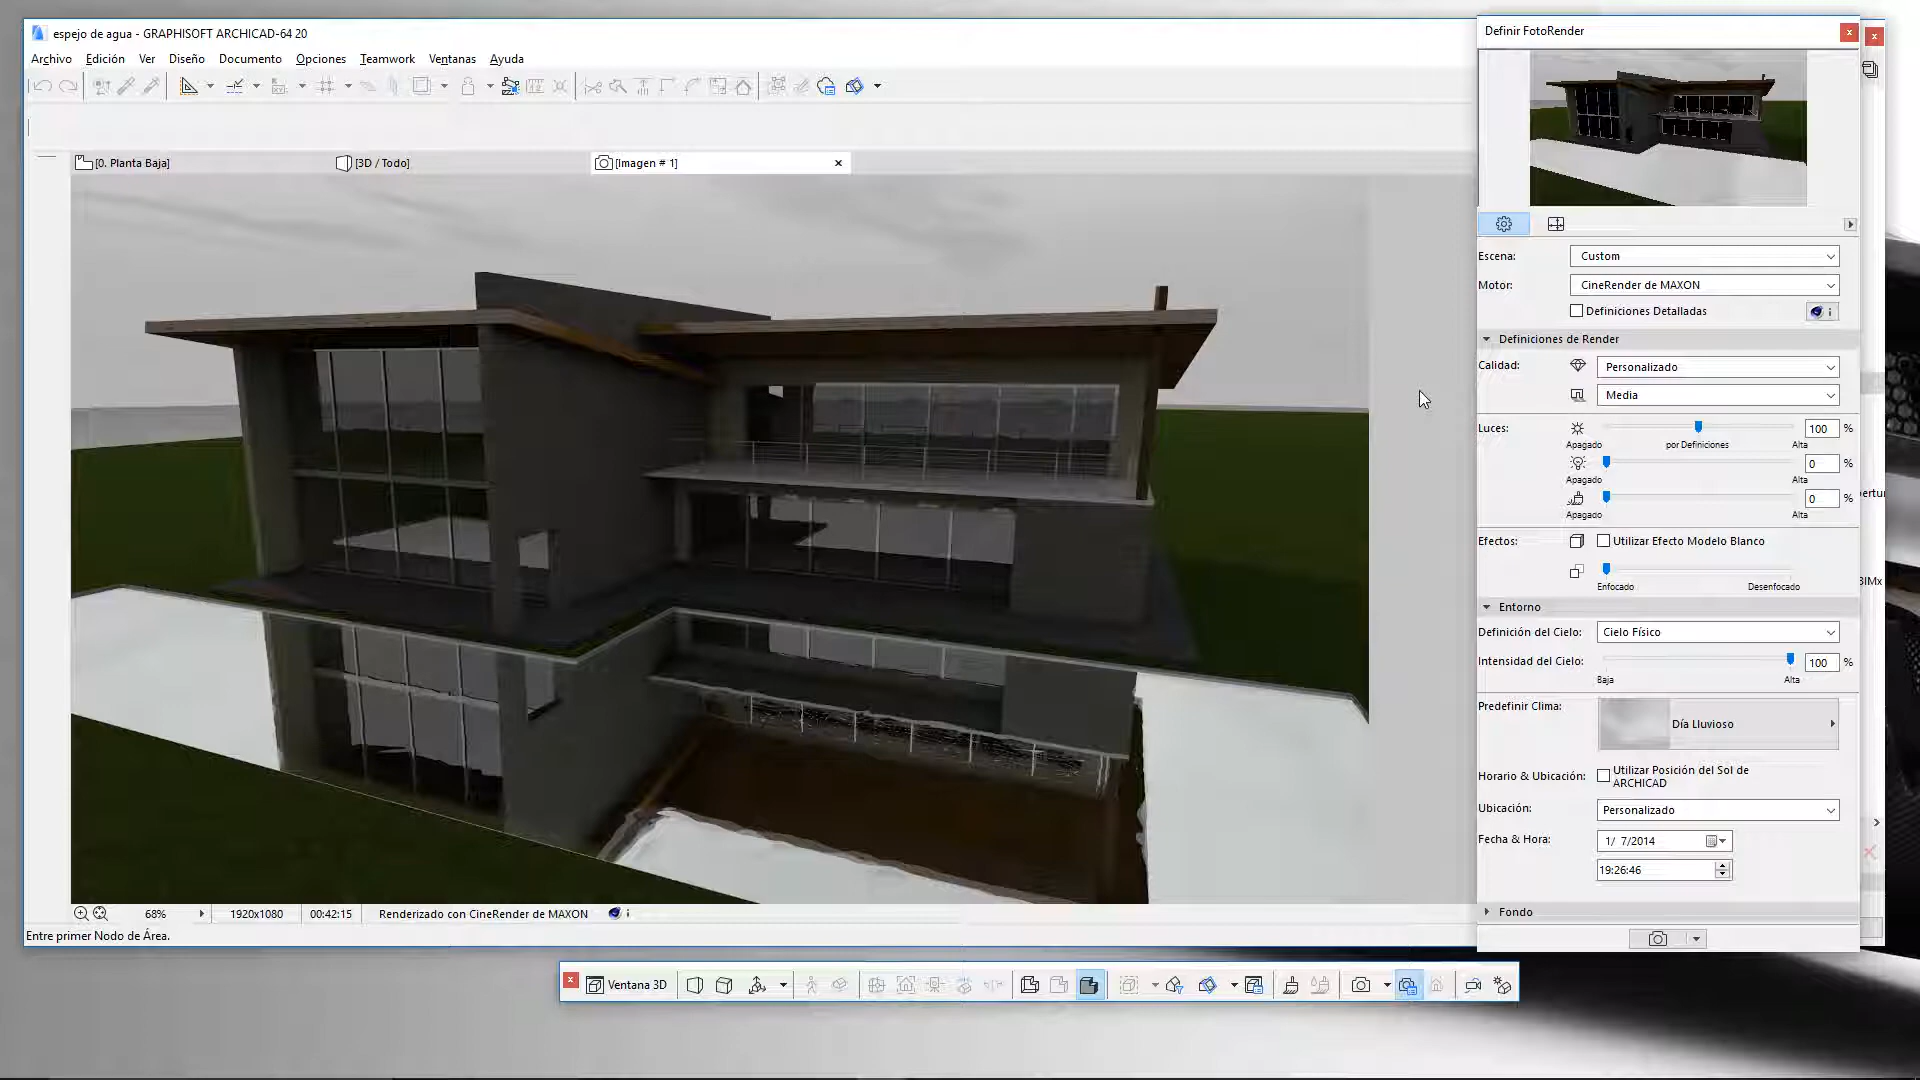 espejo de agua - GRAPHISOFT ARCHICAD-64 20
Archivo Edición Ver Diseño Documento Opciones Teamwork Ventanas Ayuda
[0. Planta Baja] [3D / Todo] [Imagen # 1]
68% 1920x1080 00:42:15 Renderizado con CineRender de MAXON i
Entre primer Nodo de Área.
Ventana 3D
Definir FotoRender
Escena: Custom
Motor: CineRender de MAXON
Definiciones Detalladas i
Definiciones de Render
Calidad: Personalizado
Media
Luces: 100 %
Apagado por Definiciones Alta
0 %
Apagado Alta
0 %
Apagado Alta
Efectos: Utilizar Efecto Modelo Blanco
Enfocado Desenfocado
Entorno
Definición del Cielo: Cielo Físico
Intensidad del Cielo: 100 %
Baja Alta
Predefinir Clima: Día Lluvioso
Horario & Ubicación: Utilizar Posición del Sol de
ARCHICAD
Ubicación: Personalizado
Fecha & Hora: 1/ 7/2014
19:26:46
Fondo